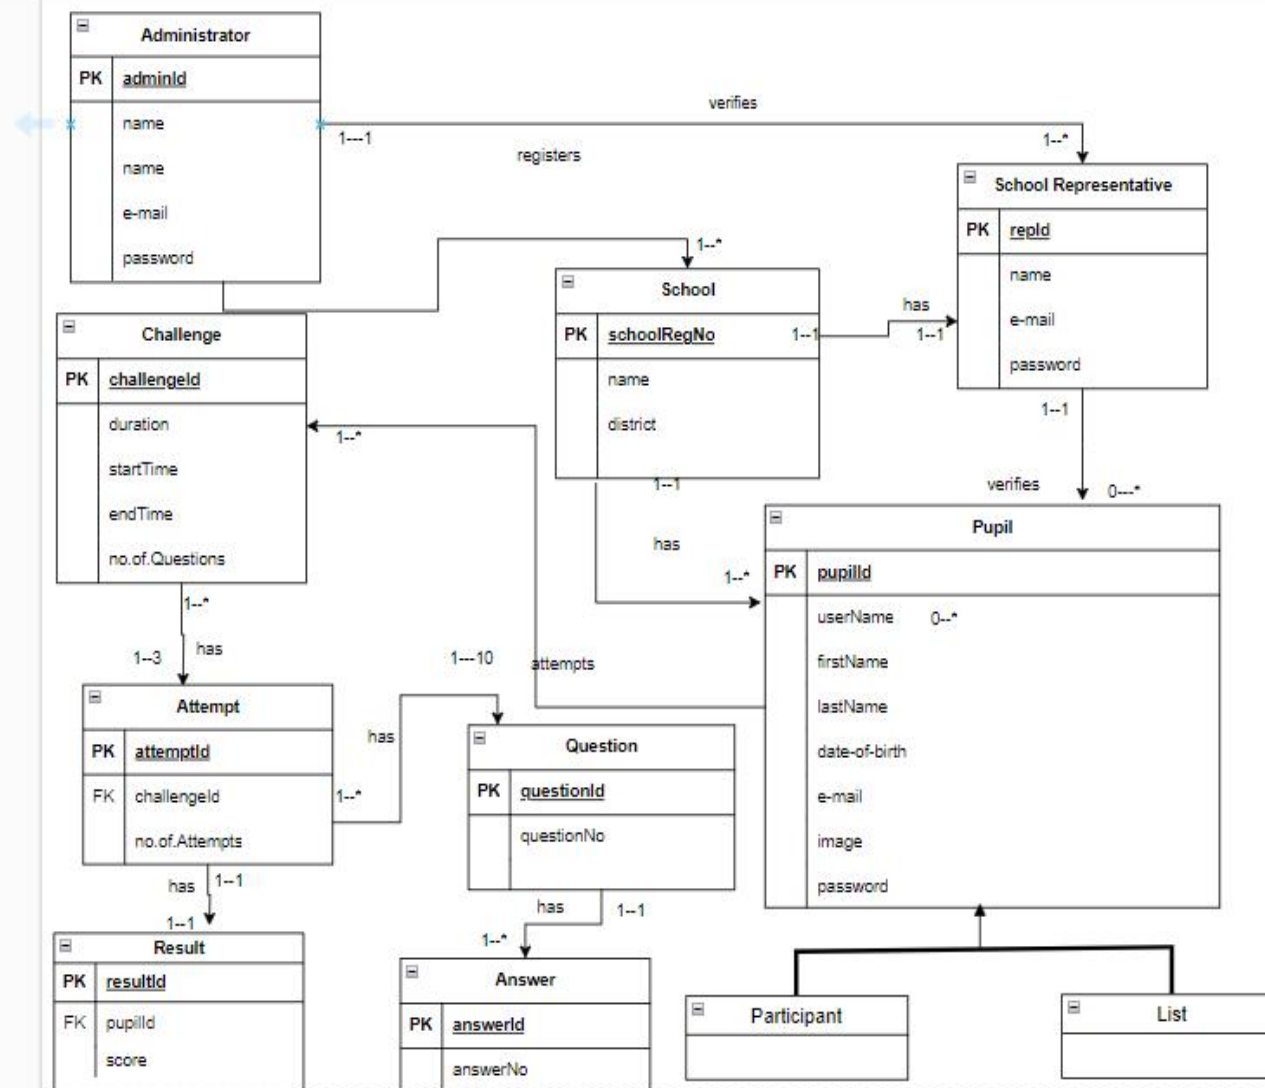 Administrator
PK adminId
name
name
e-mail
password
verifies
1---1
registers
1--*
School Representative
PK repId
name
e-mail
password
1--*
School
PK schoolRegNo
name
district
1--1
has
1--1
Challenge
PK challengeId
duration
startTime
endTime
no.of.Questions
1--*
1--1
has
1--*
1--1
verifies
0---*
Pupil
PK pupilId
userName 0--*
firstName
lastName
date-of-birth
e-mail
image
password
attempts
1--*
has
1--3
Attempt
PK attemptId
FK challengeId
no.of.Attempts
1--*
has
1---10
Question
PK questionId
questionNo
has
1--1
1--1
Result
PK resultId
FK pupilId
score
has
1--1
1--*
Answer
PK answerId
answerNo
Participant
List